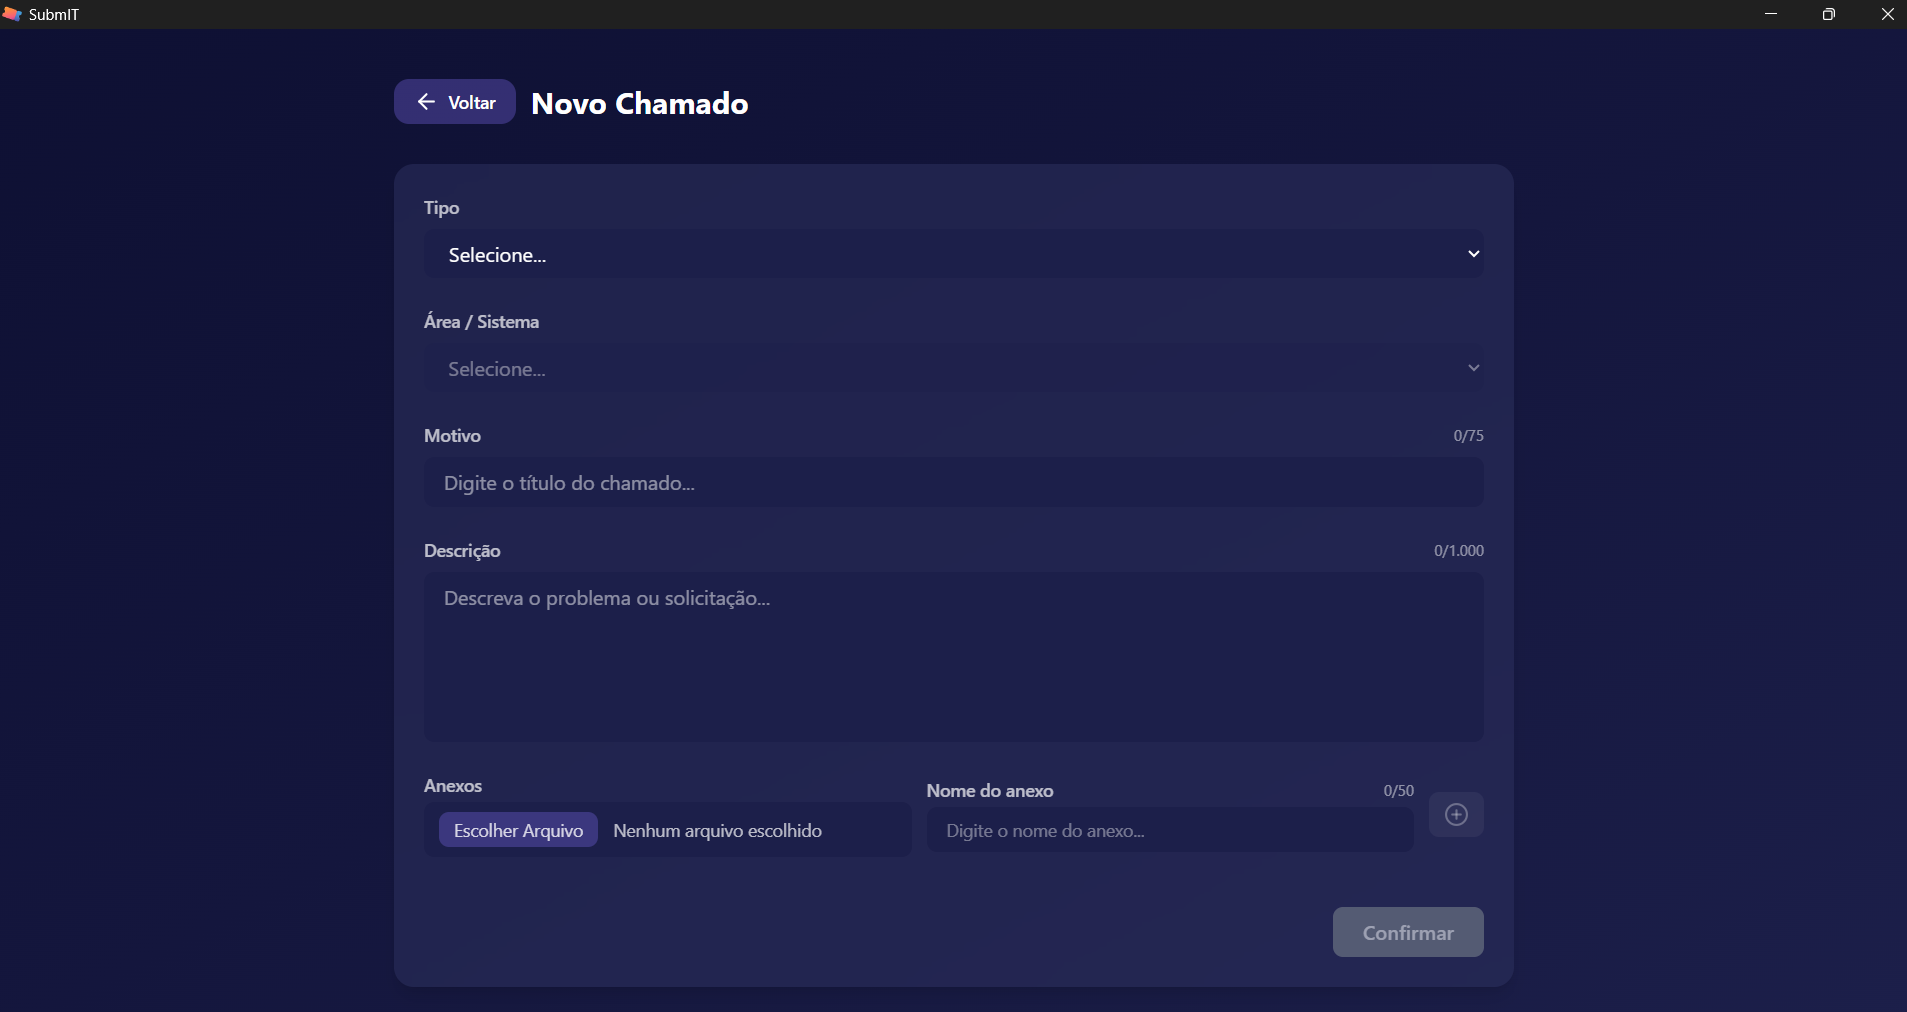 SubmIT
Voltar
Novo Chamado
Tipo
Selecione...
Área / Sistema
Selecione...
Motivo
0/75
Digite o título do chamado...
Descrição
0/1.000
Descreva o problema ou solicitação...
Anexos
Nome do anexo
0/50
Escolher Arquivo
Nenhum arquivo escolhido
Digite o nome do anexo...
Confirmar